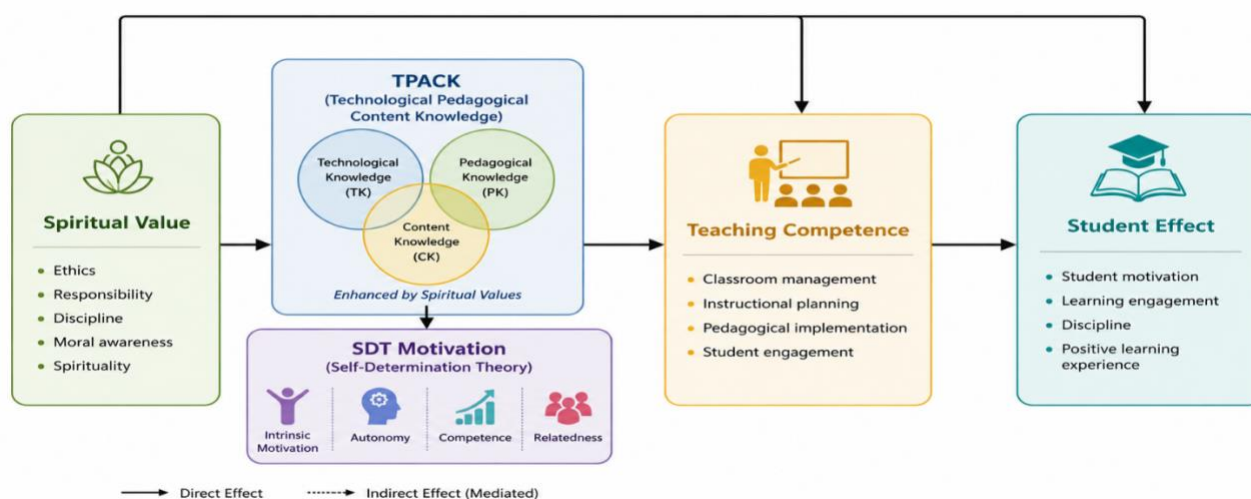 TPACK
(Technological Pedagogical
Content Knowledge)
Technological
Knowledge
(TK)
Pedagogical
Knowledge
(PK)
Content
Knowledge
(CK)
Enhanced by Spiritual Values
Spiritual Value
• Ethics
• Responsibility
• Discipline
• Moral awareness
• Spirituality
SDT Motivation
(Self-Determination Theory)
Intrinsic
Motivation
Autonomy
Competence
Relatedness
Teaching Competence
• Classroom management
• Instructional planning
• Pedagogical implementation
• Student engagement
Student Effect
• Student motivation
• Learning engagement
• Discipline
• Positive learning
experience
Direct Effect
Indirect Effect (Mediated)